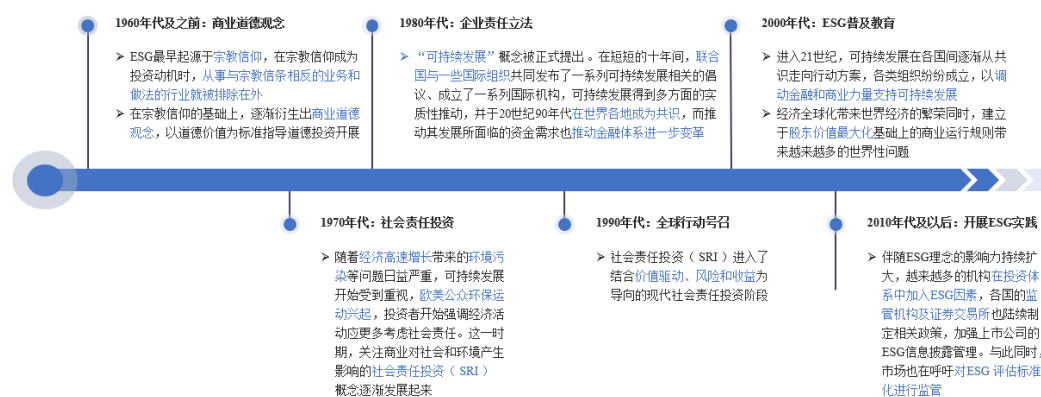 1960年代及之前：商业道德观念
➢ ESG最早起源于宗教信仰，在宗教信仰成为
投资动机时，从事与宗教信条相反的业务和
做法的行业就被排除在外
➢ 在宗教信仰的基础上，逐渐衍生出商业道德
观念，以道德价值为标准指导道德投资开展
1980年代：企业责任立法
➢ “可持续发展”概念被正式提出。在短短的十年间，联合
国与一些国际组织共同发布了一系列可持续发展相关的倡
议、成立了一系列国际机构，可持续发展得到多方面的实
质性推动，并于20世纪90年代在世界各地成为共识，而推
动其发展所面临的资金需求也推动金融体系进一步变革
2000年代：ESG普及教育
➢ 进入21世纪，可持续发展在各国间逐渐从共
识走向行动方案，各类组织纷纷成立，以调
动金融和商业力量支持可持续发展
➢ 经济全球化带来世界经济的繁荣同时，建立
于股东价值最大化基础上的商业运行规则带
来越来越多的世界性问题
1970年代：社会责任投资
➢ 随着经济高速增长带来的环境污
染等问题日益严重，可持续发展
开始受到重视，欧美公众环保运
动兴起，投资者开始强调经济活
动应更多考虑社会责任。这一时
期，关注商业对社会和环境产生
影响的社会责任投资（ SRI ）
概念逐渐发展起来
1990年代：全球行动号召
➢ 社会责任投资（ SRI ）进入了
结合价值驱动、风险和收益为
导向的现代社会责任投资阶段
2010年代及以后：开展ESG实践
➢ 伴随ESG理念的影响力持续扩
大，越来越多的机构在投资体
系中加入ESG因素，各国的监
管机构及证券交易所也陆续制
定相关政策，加强上市公司的
ESG信息披露管理。与此同时，
市场也在呼吁对ESG 评估标准
化进行监管